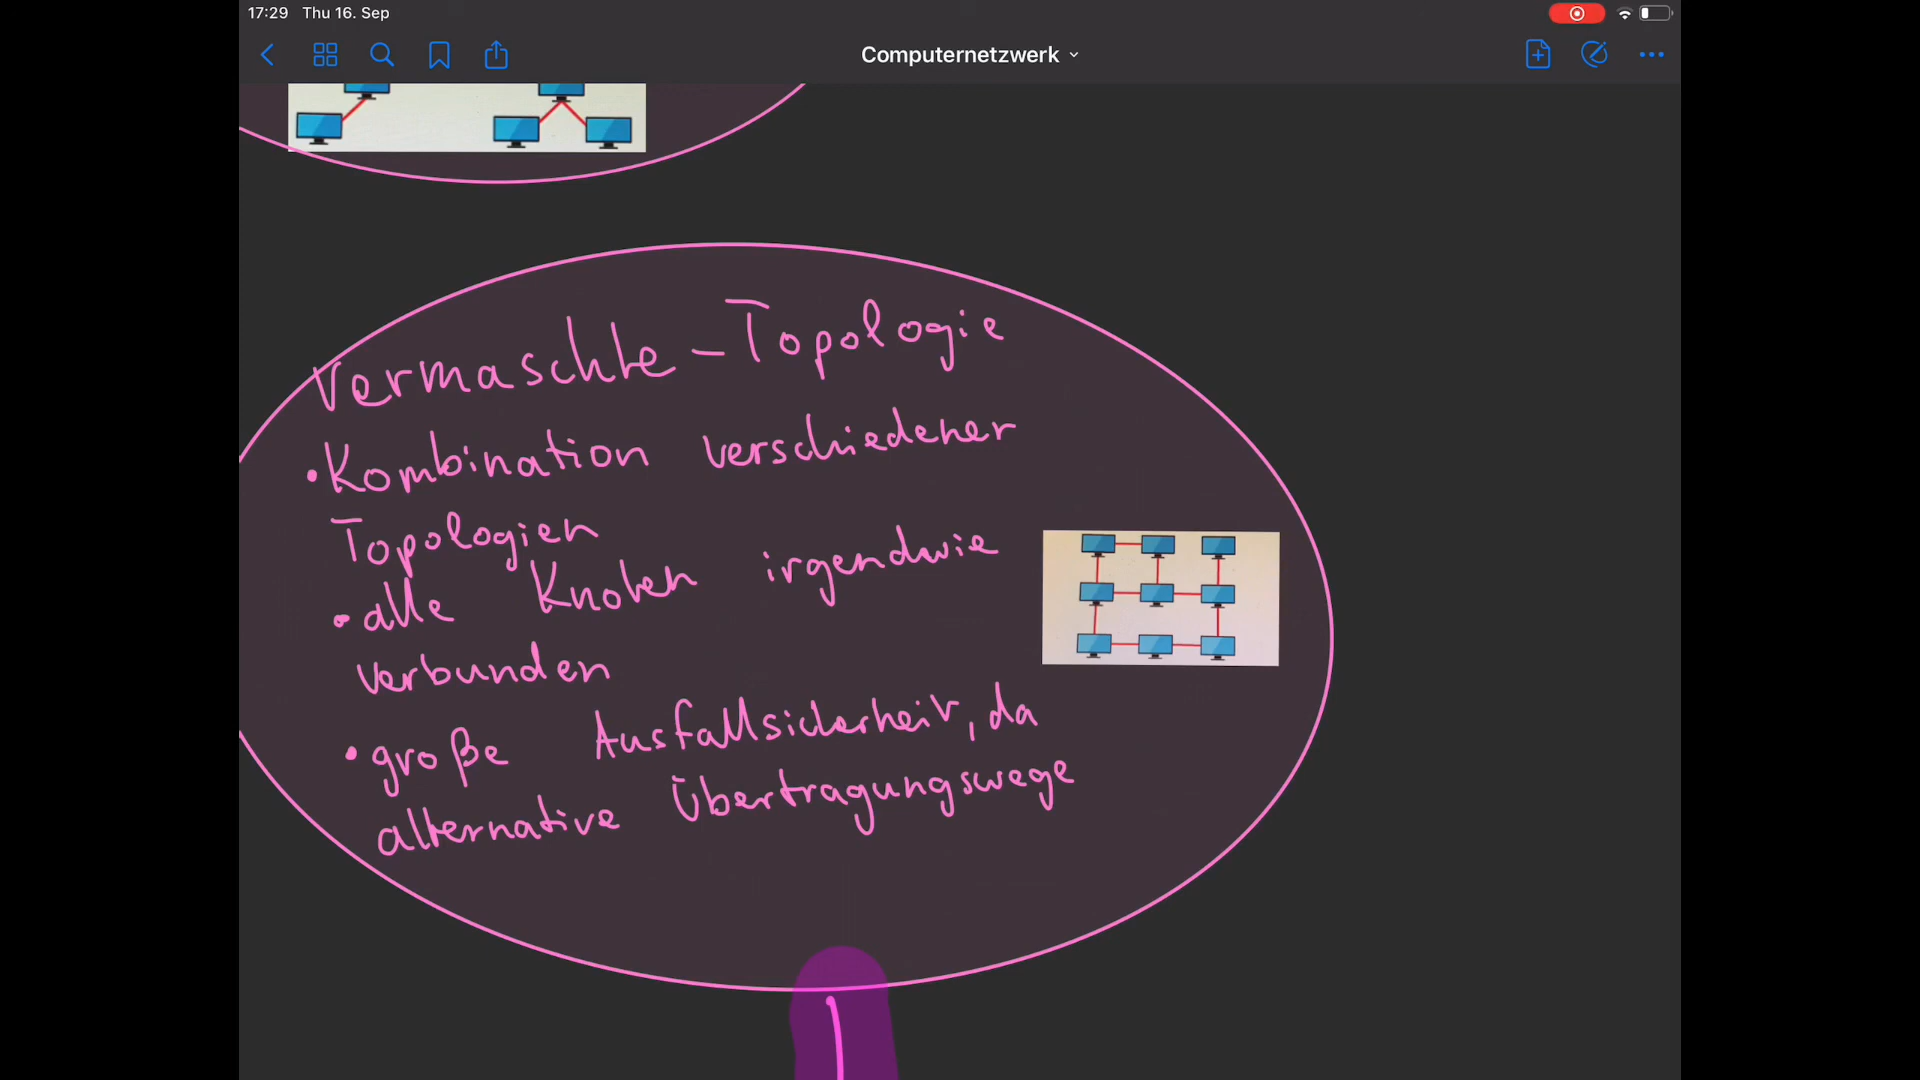 17:29 Thu 16. Sep
Computernetzwerk
Vermaschte-Topologie
• Kombination verschiedener
Topologien
• alle Knoten irgendwie
verbunden
• große Ausfallsicherheit, da
alternative Übertragungswege